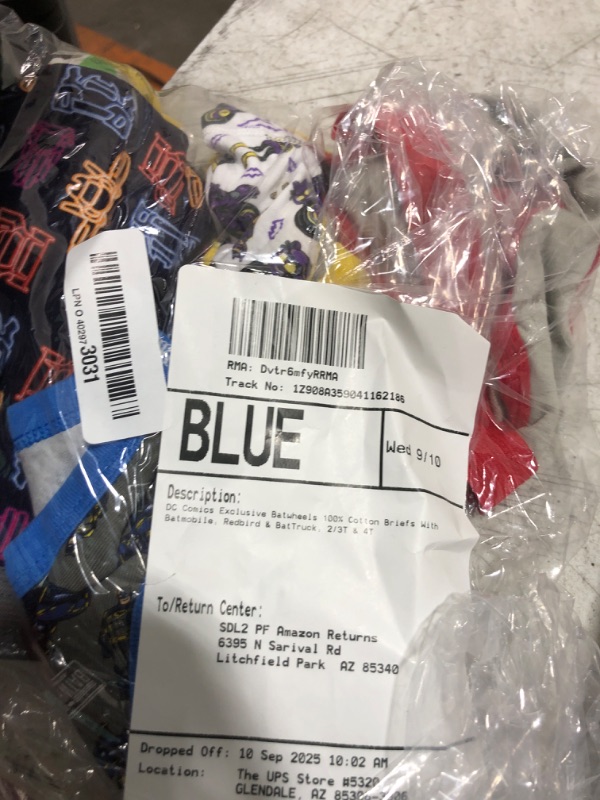 LPN O 40297 3031
RMA: Dvtr6mfyRRMA
Track No: 1Z908A359041162186
BLUE
Wed 9/10
Description:
DC Comics Exclusive Batwheels 100% Cotton Briefs With
Batmobile, Redbird & BatTruck, 2/3T & 4T
To/Return Center:
SDL2 PF Amazon Returns
6395 N Sarival Rd
Litchfield Park AZ 85340
Dropped Off: 10 Sep 2025 10:02 AM
Location: The UPS Store #5320
GLENDALE, AZ